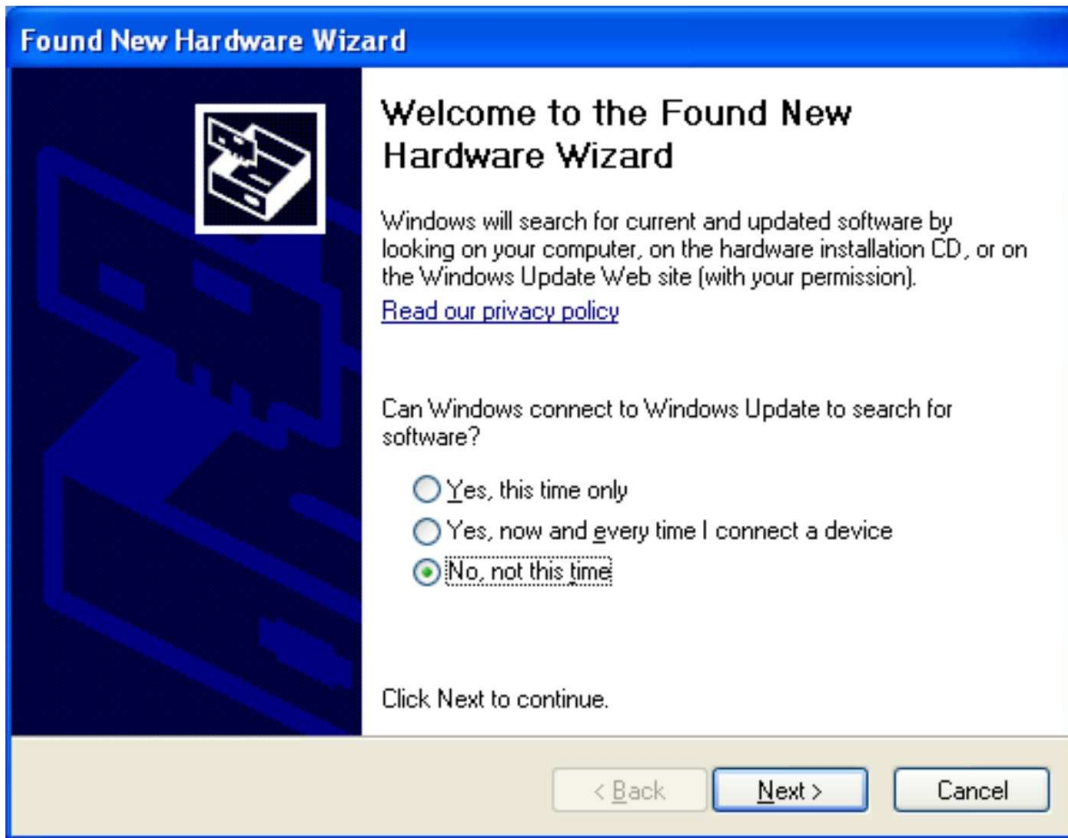 Found New Hardware Wizard
Welcome to the Found New
Hardware Wizard
Windows will search for current and updated software by
looking on your computer, on the hardware installation CD, or on
the Windows Update Web site (with your permission).
Read our privacy policy
Can Windows connect to Windows Update to search for
software?
Yes, this time only
Yes, now and every time I connect a device
No, not this time
Click Next to continue.
< Back
Next >
Cancel